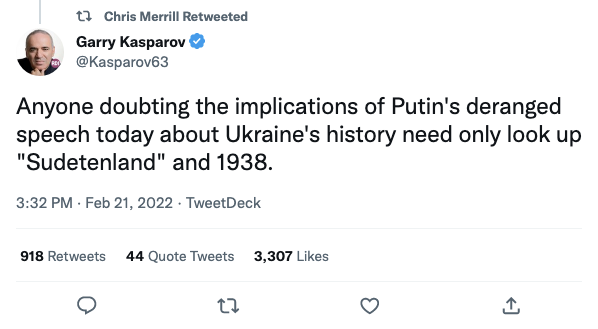 Chris Merrill Retweeted
Garry Kasparov
@Kasparov63
Anyone doubting the implications of Putin's deranged
speech today about Ukraine's history need only look up
"Sudetenland" and 1938.
3:32 PM · Feb 21, 2022 · TweetDeck
918 Retweets 44 Quote Tweets 3,307 Likes